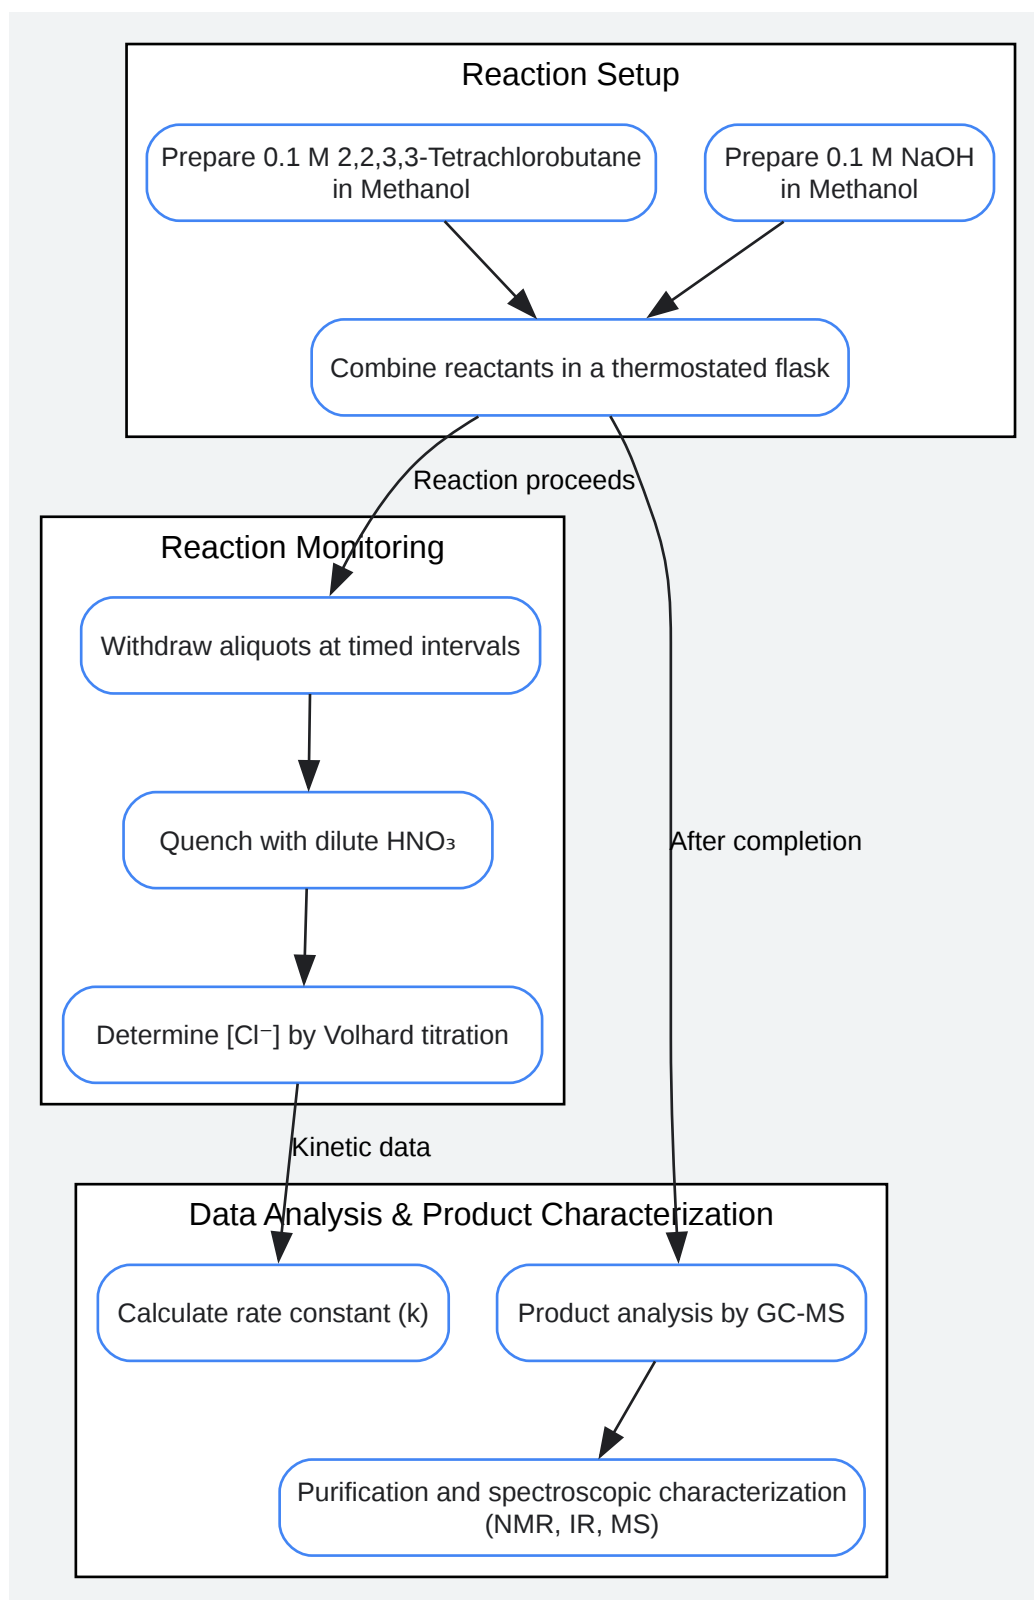 Reaction Setup
Prepare 0.1 M 2,2,3,3-Tetrachlorobutane
in Methanol
Prepare 0.1 M NaOH
in Methanol
Combine reactants in a thermostated flask
Reaction proceeds
Reaction Monitoring
Withdraw aliquots at timed intervals
Quench with dilute HNO₃
After completion
Determine [Cl⁻] by Volhard titration
Kinetic data
Data Analysis & Product Characterization
Calculate rate constant (k)
Product analysis by GC-MS
Purification and spectroscopic characterization
(NMR, IR, MS)